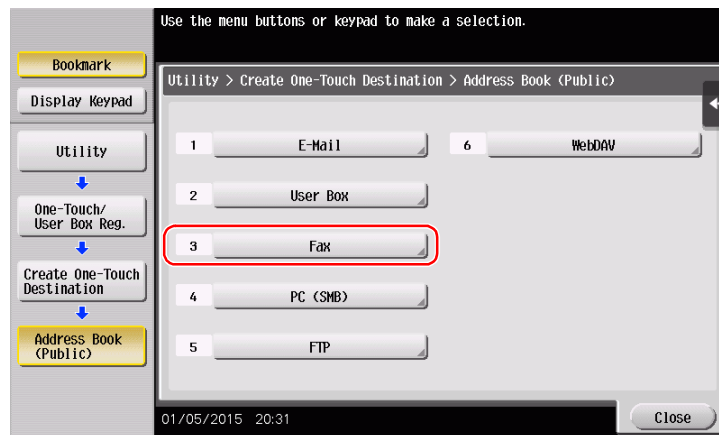 Use the menu buttons or keypad to make a selection.
Bookmark
Display Keypad
Utility
One-Touch/
User Box Reg.
Create One-Touch
Destination
Address Book
(Public)
Utility > Create One-Touch Destination > Address Book (Public)
1 E-Mail
6 WebDAV
2 User Box
3 Fax
4 PC (SMB)
5 FTP
01/05/2015 20:31
Close